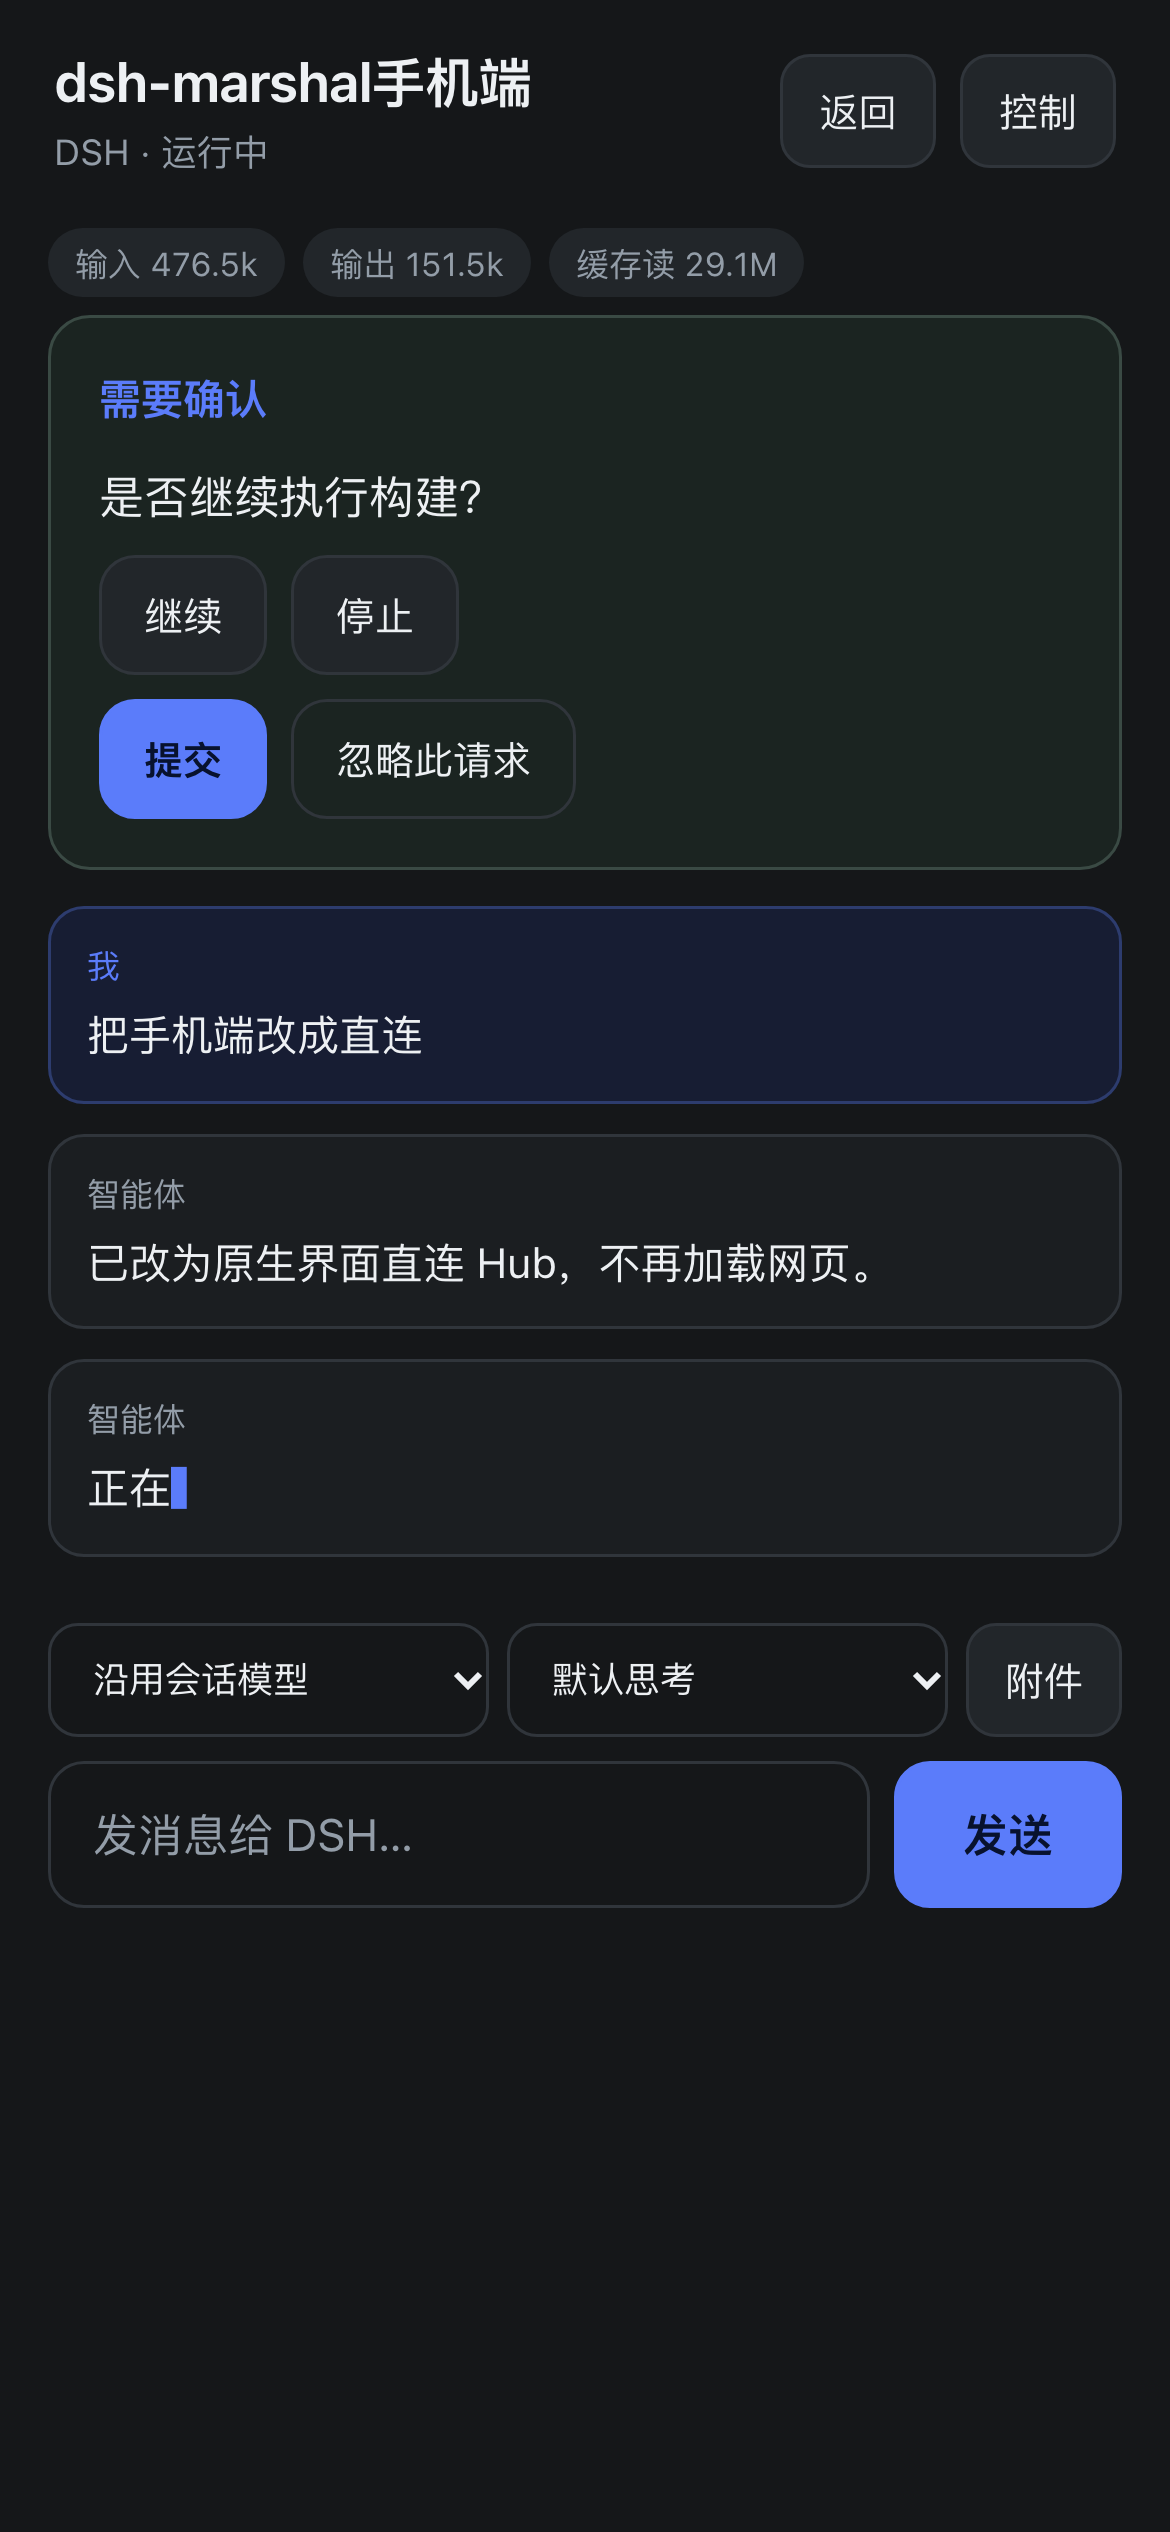 dsh-marshal手机端
返回
控制
DSH · 运行中
输入 476.5k
输出 151.5k
缓存读 29.1M
需要确认
是否继续执行构建?
继续
停止
提交
忽略此请求
我
把手机端改成直连
智能体
已改为原生界面直连 Hub，不再加载网页。
智能体
正在
沿用会话模型
默认思考
附件
发消息给 DSH...
发送